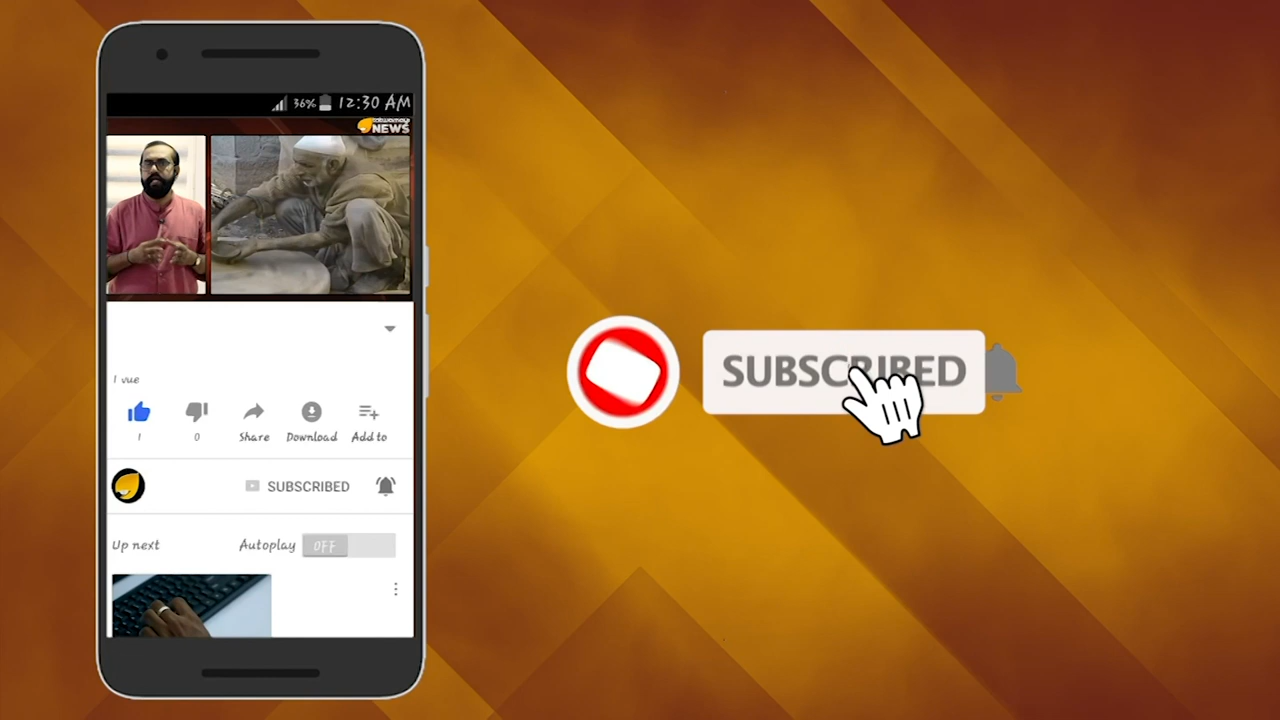 36% 12:30 AM
NEWS
1 vue
1 0 Share Download Add to
SUBSCRIBED
Up next Autoplay OFF
SUBSCRIBED